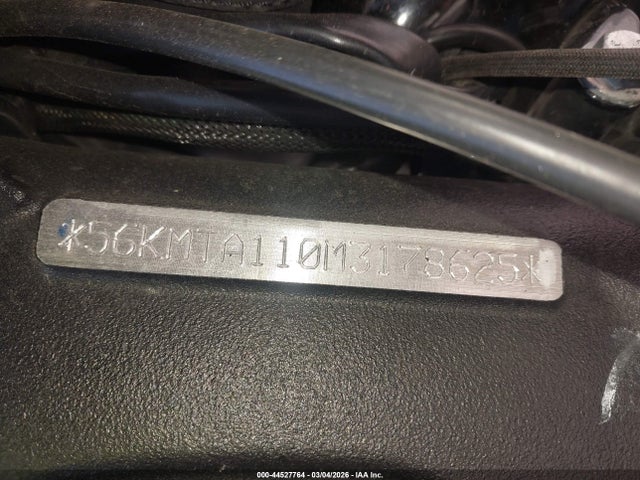 *56KMTA110M3178625*
000-44527764 - 03/04/2026 - IAA Inc.